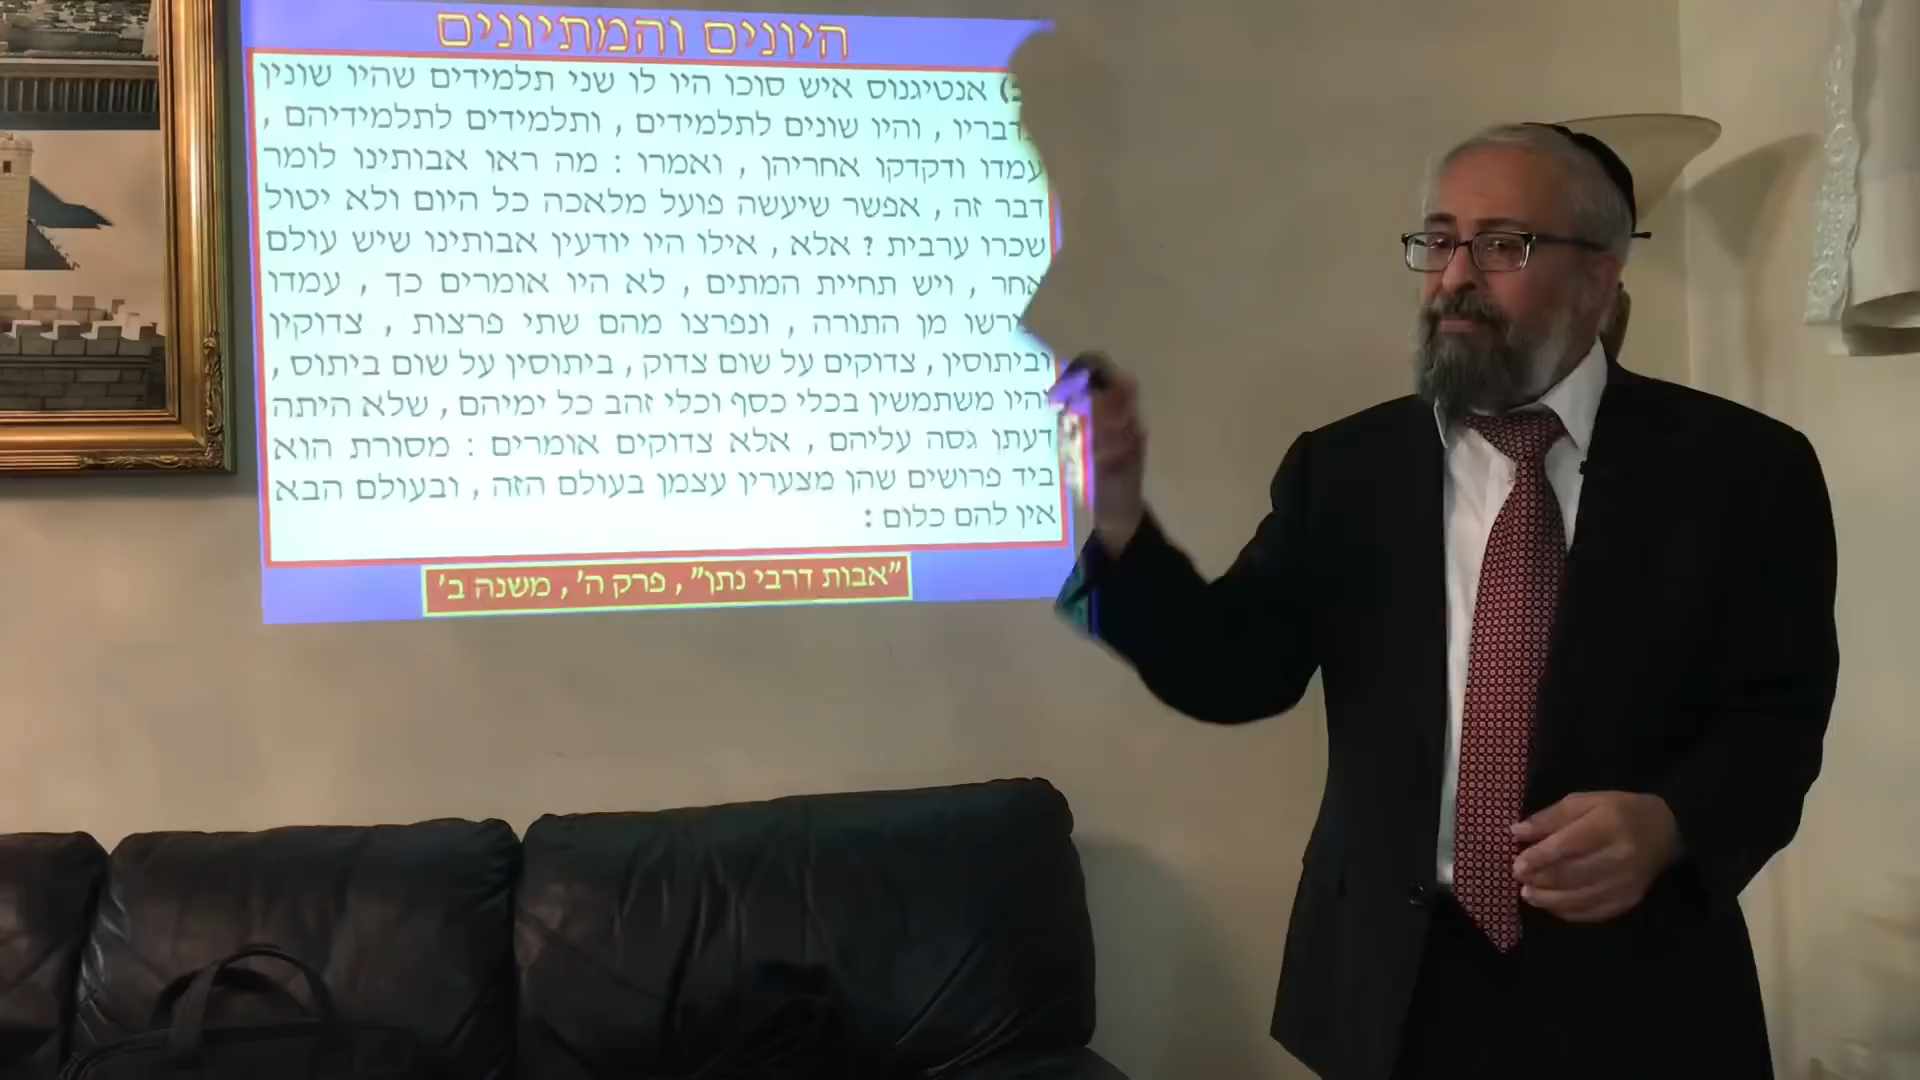 היונים והמתיונים
אנטיגנוס איש סוכו היו לו שני תלמידים שהיו שונין
דבריו , והיו שונים לתלמידים , ותלמידים לתלמידיהם ,
עמדו ודקדקו אחריהן , ואמרו : מה ראו אבותינו לומר
דבר זה , אפשר שיעשה פועל מלאכה כל היום ולא יטול
שכרו ערבית ? אלא , אילו היו יודעין אבותינו שיש עולם
אחר , ויש תחיית המתים , לא היו אומרים כך , עמדו
מן התורה , ונפרצו מהם שתי פרצות , צדוקין
וביתוסין , צדוקים על שום צדוק , ביתוסין על שום ביתוס ,
והיו משתמשין בכלי כסף וכלי זהב כל ימיהם , שלא היתה
דעתן גסה עליהם , אלא צדוקים אומרים : מסורת הוא
ביד פרושים שהן מצערין עצמן בעולם הזה , ובעולם הבא
אין להם כלום :
"אבות דרבי נתן" , פרק ה' , משנה ב'